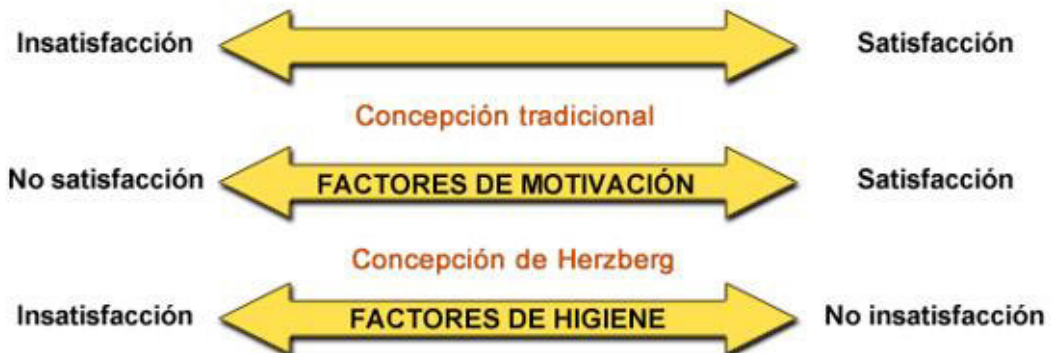 Insatisfacción Satisfacción
Concepción tradicional
No satisfacción FACTORES DE MOTIVACIÓN Satisfacción
Concepción de Herzberg
Insatisfacción FACTORES DE HIGIENE No insatisfacción